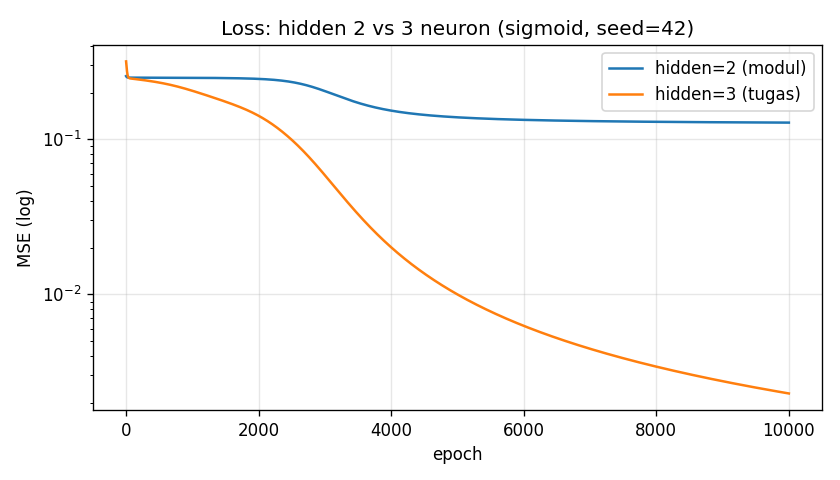 Loss: hidden 2 vs 3 neuron (sigmoid, seed=42)
hidden=2 (modul)
hidden=3 (tugas)
MSE (log)
10⁻¹
10⁻²
0 2000 4000 6000 8000 10000
epoch